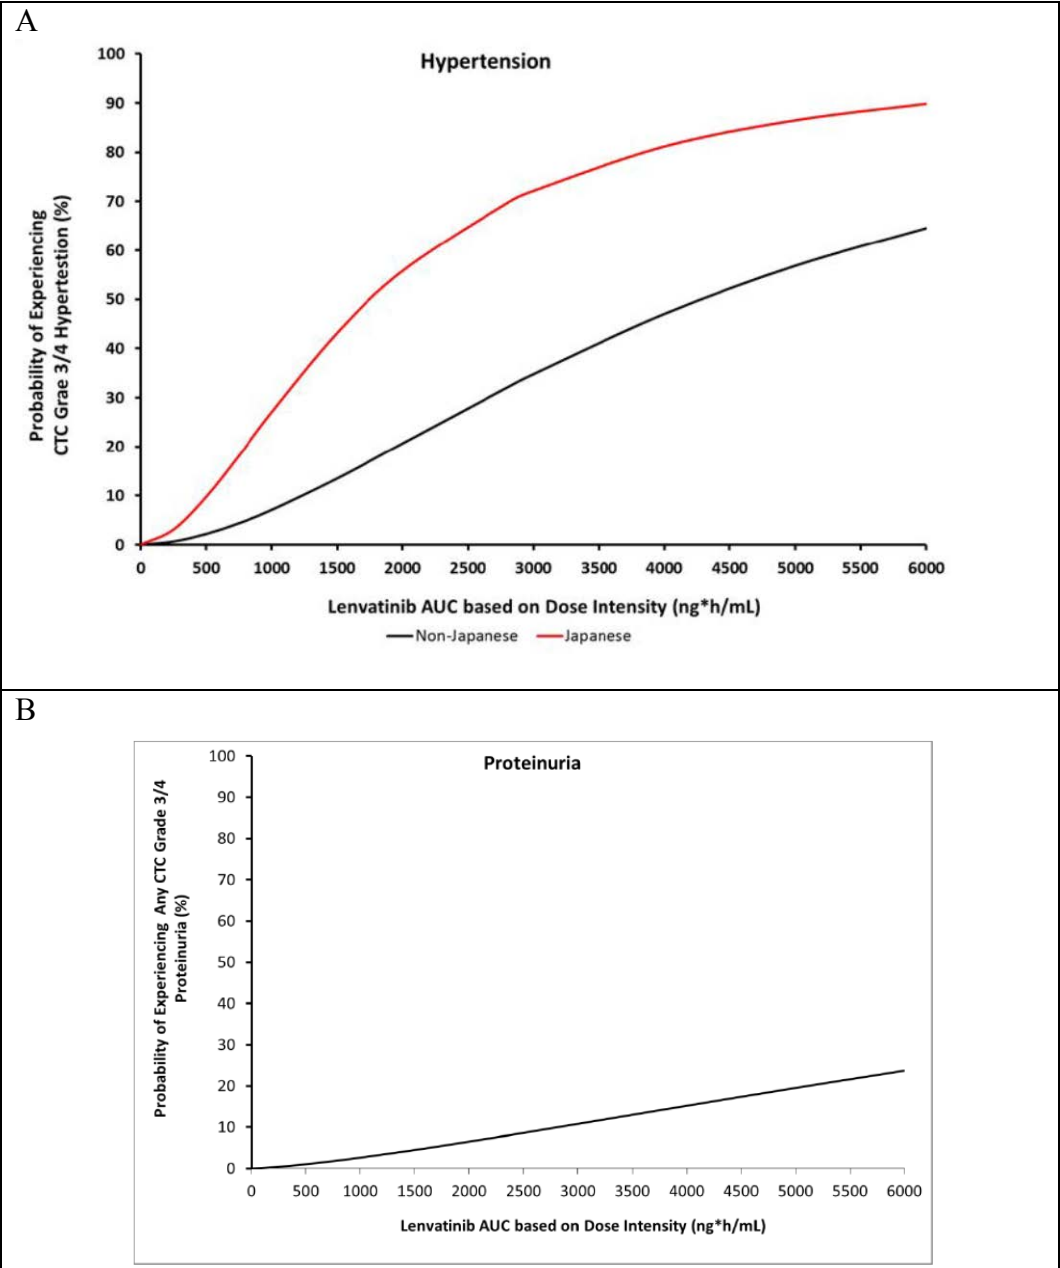 A
Hypertension
100
90
80
70
60
50
40
30
20
10
0
Probability of Experiencing
CTC Grae 3/4 Hypertestion (%)
0 500 1000 1500 2000 2500 3000 3500 4000 4500 5000 5500 6000
Lenvatinib AUC based on Dose Intensity (ng*h/mL)
Non-Japanese Japanese
B
Proteinuria
100
90
80
70
60
50
40
30
20
10
0
Probability of Experiencing Any CTC Grade 3/4
Proteinuria (%)
0 500 1000 1500 2000 2500 3000 3500 4000 4500 5000 5500 6000
Lenvatinib AUC based on Dose Intensity (ng*h/mL)